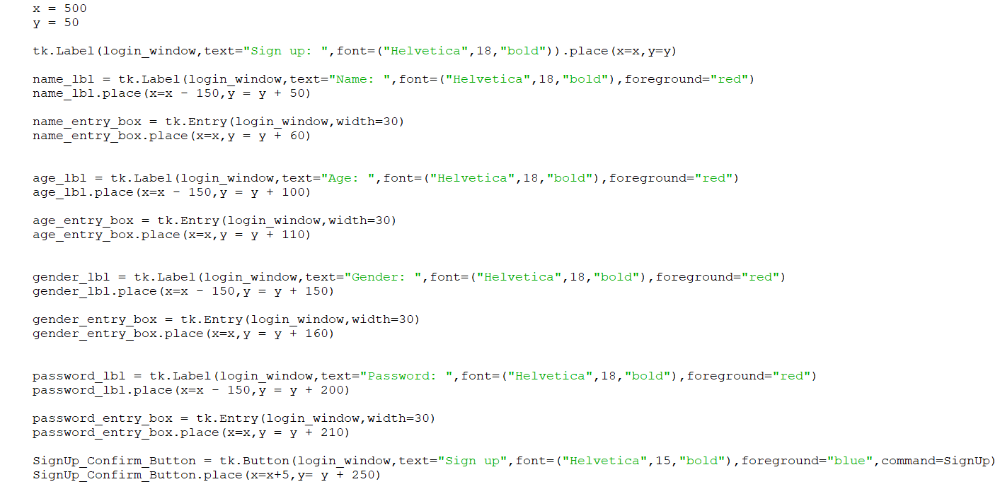 x = 500
y = 50
tk.Label(login_window,text="Sign up: ",font=("Helvetica",18,"bold")).place(x=x,y=y)
name_lbl = tk.Label(login_window,text="Name: ",font=("Helvetica",18,"bold"),foreground="red")
name_lbl.place(x=x - 150,y = y + 50)
name_entry_box = tk.Entry(login_window,width=30)
name_entry_box.place(x=x,y = y + 60)
age_lbl = tk.Label(login_window,text="Age: ",font=("Helvetica",18,"bold"),foreground="red")
age_lbl.place(x=x - 150,y = y + 100)
age_entry_box = tk.Entry(login_window,width=30)
age_entry_box.place(x=x,y = y + 110)
gender_lbl = tk.Label(login_window,text="Gender: ",font=("Helvetica",18,"bold"),foreground="red")
gender_lbl.place(x=x - 150,y = y + 150)
gender_entry_box = tk.Entry(login_window,width=30)
gender_entry_box.place(x=x,y = y + 160)
password_lbl = tk.Label(login_window,text="Password: ",font=("Helvetica",18,"bold"),foreground="red")
password_lbl.place(x=x - 150,y = y + 200)
password_entry_box = tk.Entry(login_window,width=30)
password_entry_box.place(x=x,y = y + 210)
SignUp_Confirm_Button = tk.Button(login_window,text="Sign up",font=("Helvetica",15,"bold"),foreground="blue",command=SignUp)
SignUp_Confirm_Button.place(x=x+5,y= y + 250)